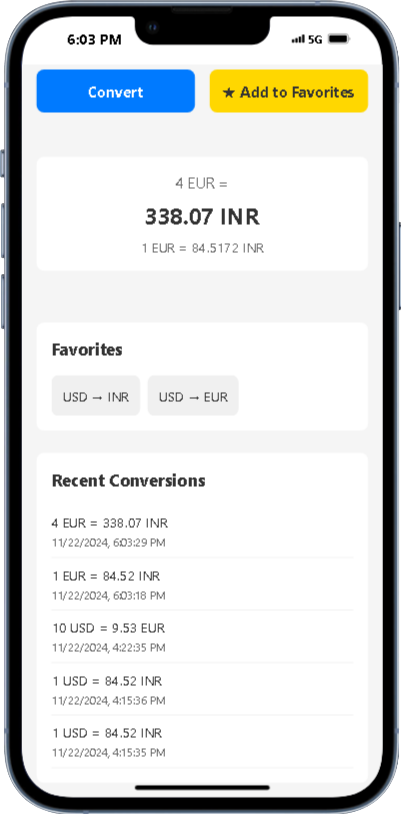 6:03 PM 5G
Convert
★ Add to Favorites
4 EUR =
338.07 INR
1 EUR = 84.5172 INR
Favorites
USD → INR
USD → EUR
Recent Conversions
4 EUR = 338.07 INR
11/22/2024, 6:03:29 PM
1 EUR = 84.52 INR
11/22/2024, 6:03:18 PM
10 USD = 9.53 EUR
11/22/2024, 4:22:35 PM
1 USD = 84.52 INR
11/22/2024, 4:15:36 PM
1 USD = 84.52 INR
11/22/2024, 4:15:35 PM